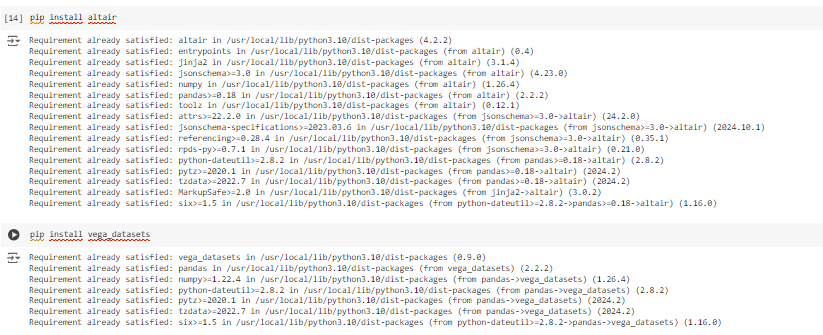 [14] pip install altair
Requirement already satisfied: altair in /usr/local/lib/python3.10/dist-packages (4.2.2)
Requirement already satisfied: entrypoints in /usr/local/lib/python3.10/dist-packages (from altair) (0.4)
Requirement already satisfied: jinja2 in /usr/local/lib/python3.10/dist-packages (from altair) (3.1.4)
Requirement already satisfied: jsonschema>=3.0 in /usr/local/lib/python3.10/dist-packages (from altair) (4.23.0)
Requirement already satisfied: numpy in /usr/local/lib/python3.10/dist-packages (from altair) (1.26.4)
Requirement already satisfied: pandas>=0.18 in /usr/local/lib/python3.10/dist-packages (from altair) (2.2.2)
Requirement already satisfied: toolz in /usr/local/lib/python3.10/dist-packages (from altair) (0.12.1)
Requirement already satisfied: attrs>=22.2.0 in /usr/local/lib/python3.10/dist-packages (from jsonschema>=3.0->altair) (24.2.0)
Requirement already satisfied: jsonschema-specifications>=2023.03.6 in /usr/local/lib/python3.10/dist-packages (from jsonschema>=3.0->altair) (2024.10.1)
Requirement already satisfied: referencing>=0.28.4 in /usr/local/lib/python3.10/dist-packages (from jsonschema>=3.0->altair) (0.35.1)
Requirement already satisfied: rpds-py>=0.7.1 in /usr/local/lib/python3.10/dist-packages (from jsonschema>=3.0->altair) (0.21.0)
Requirement already satisfied: python-dateutil>=2.8.2 in /usr/local/lib/python3.10/dist-packages (from pandas>=0.18->altair) (2.8.2)
Requirement already satisfied: pytz>=2020.1 in /usr/local/lib/python3.10/dist-packages (from pandas>=0.18->altair) (2024.2)
Requirement already satisfied: tzdata>=2022.7 in /usr/local/lib/python3.10/dist-packages (from pandas>=0.18->altair) (2024.2)
Requirement already satisfied: MarkupSafe>=2.0 in /usr/local/lib/python3.10/dist-packages (from jinja2->altair) (3.0.2)
Requirement already satisfied: six>=1.5 in /usr/local/lib/python3.10/dist-packages (from python-dateutil>=2.8.2->pandas>=0.18->altair) (1.16.0)
pip install vega_datasets
Requirement already satisfied: vega_datasets in /usr/local/lib/python3.10/dist-packages (0.9.0)
Requirement already satisfied: pandas in /usr/local/lib/python3.10/dist-packages (from vega_datasets) (2.2.2)
Requirement already satisfied: numpy>=1.22.4 in /usr/local/lib/python3.10/dist-packages (from pandas->vega_datasets) (1.26.4)
Requirement already satisfied: python-dateutil>=2.8.2 in /usr/local/lib/python3.10/dist-packages (from pandas->vega_datasets) (2.8.2)
Requirement already satisfied: pytz>=2020.1 in /usr/local/lib/python3.10/dist-packages (from pandas->vega_datasets) (2024.2)
Requirement already satisfied: tzdata>=2022.7 in /usr/local/lib/python3.10/dist-packages (from pandas->vega_datasets) (2024.2)
Requirement already satisfied: six>=1.5 in /usr/local/lib/python3.10/dist-packages (from python-dateutil>=2.8.2->pandas->vega_datasets) (1.16.0)